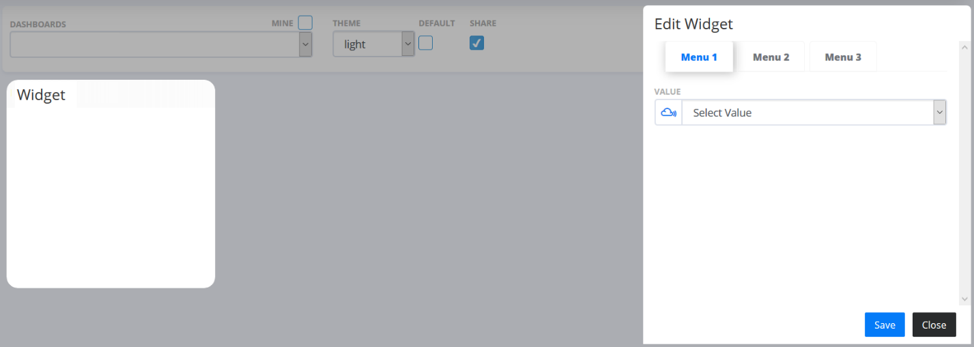 DASHBOARDS MINE THEME DEFAULT SHARE
light
Widget
Edit Widget
Menu 1 Menu 2 Menu 3
VALUE
Select Value
Save Close